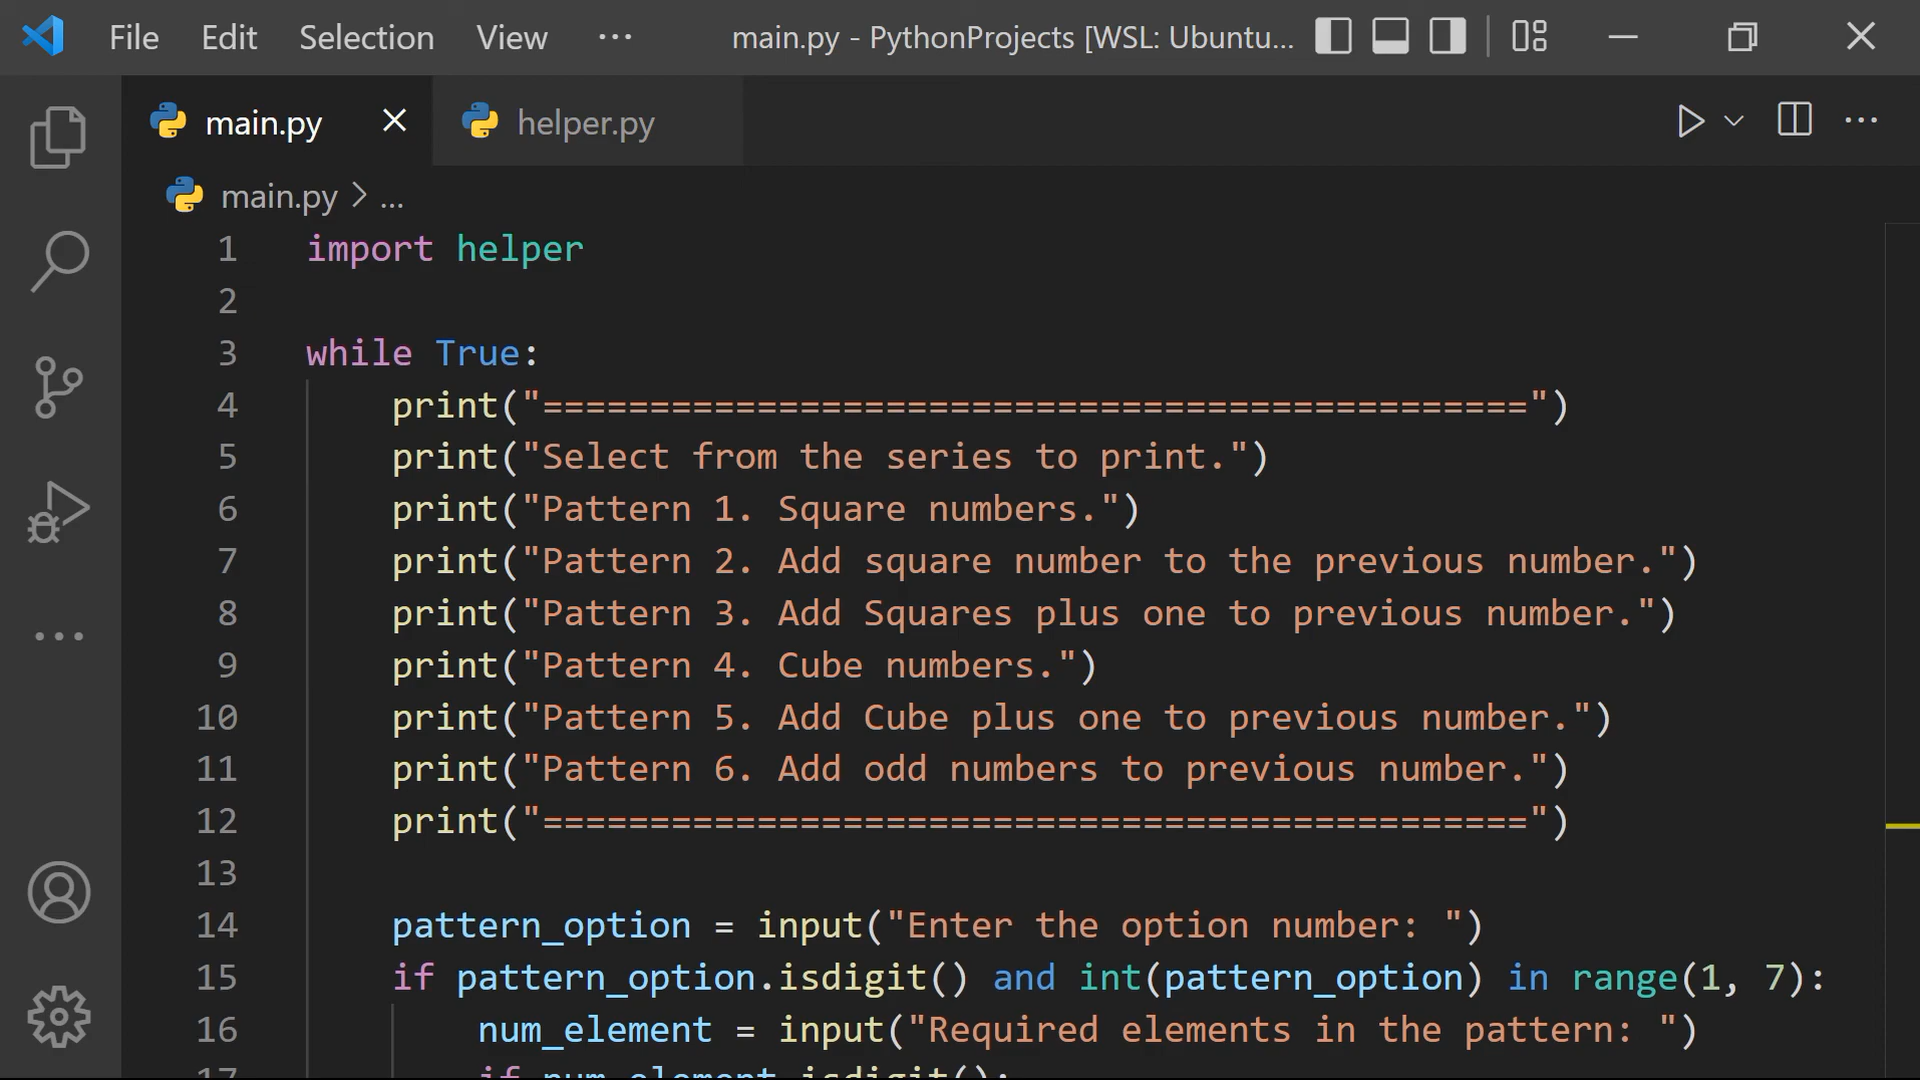 File Edit Selection View ··· main.py - PythonProjects [WSL: Ubuntu...
main.py helper.py
main.py > ...
1 import helper
2
3 while True:
4 print("==============================================")
5 print("Select from the series to print.")
6 print("Pattern 1. Square numbers.")
7 print("Pattern 2. Add square number to the previous number.")
8 print("Pattern 3. Add Squares plus one to previous number.")
9 print("Pattern 4. Cube numbers.")
10 print("Pattern 5. Add Cube plus one to previous number.")
11 print("Pattern 6. Add odd numbers to previous number.")
12 print("==============================================")
13
14 pattern_option = input("Enter the option number: ")
15 if pattern_option.isdigit() and int(pattern_option) in range(1, 7):
16 num_element = input("Required elements in the pattern: ")
17 if num_element.isdigit():